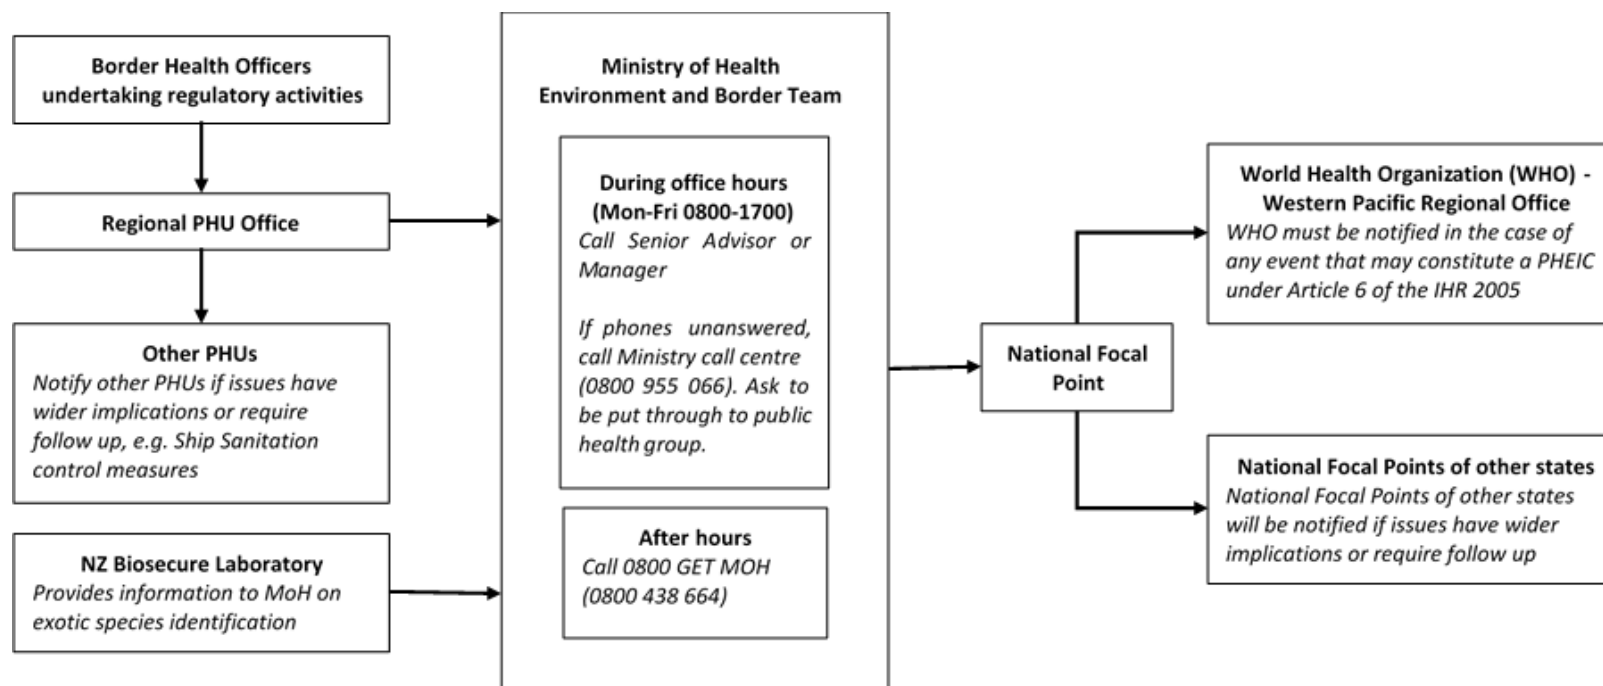 Border Health Officers
undertaking regulatory activities
Regional PHU Office
Other PHUs
Notify other PHUs if issues have
wider implications or require
follow up, e.g. Ship Sanitation
control measures
NZ Biosecure Laboratory
Provides information to MoH on
exotic species identification
Ministry of Health
Environment and Border Team
During office hours
(Mon-Fri 0800-1700)
Call Senior Advisor or
Manager
If phones unanswered,
call Ministry call centre
(0800 955 066). Ask to
be put through to public
health group.
After hours
Call 0800 GET MOH
(0800 438 664)
National Focal
Point
World Health Organization (WHO) -
Western Pacific Regional Office
WHO must be notified in the case of
any event that may constitute a PHEIC
under Article 6 of the IHR 2005
National Focal Points of other states
National Focal Points of other states
will be notified if issues have wider
implications or require follow up